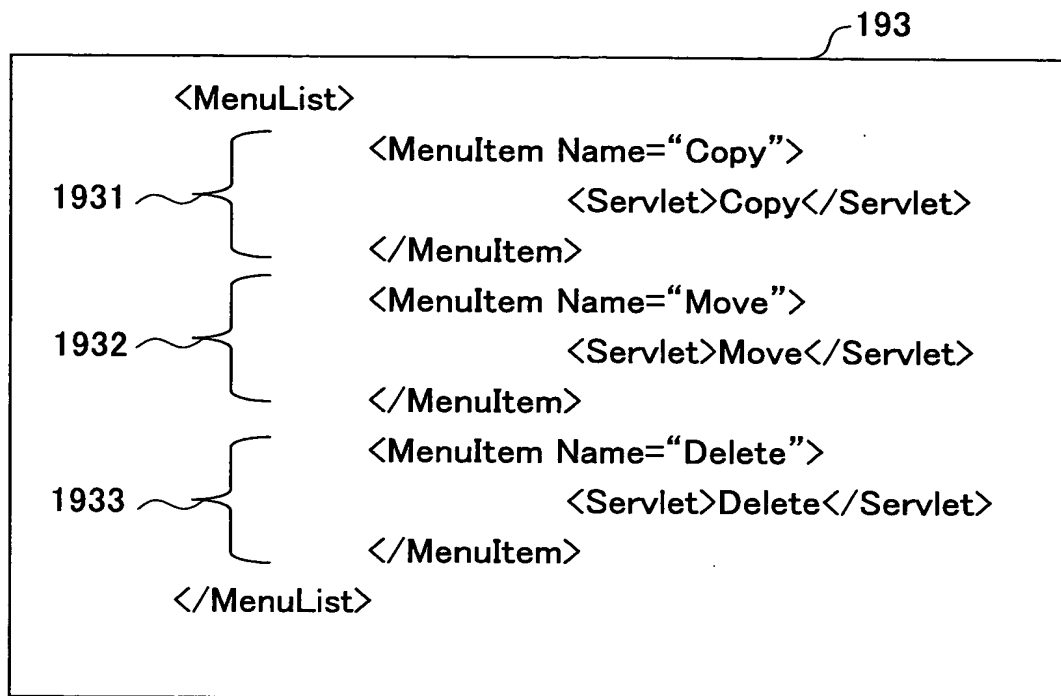 193
<MenuList>
<MenuItem Name=“Copy”>
1931
<Servlet>Copy</Servlet>
</MenuItem>
<MenuItem Name=“Move”>
1932
<Servlet>Move</Servlet>
</MenuItem>
<MenuItem Name=“Delete”>
1933
<Servlet>Delete</Servlet>
</MenuItem>
</MenuList>